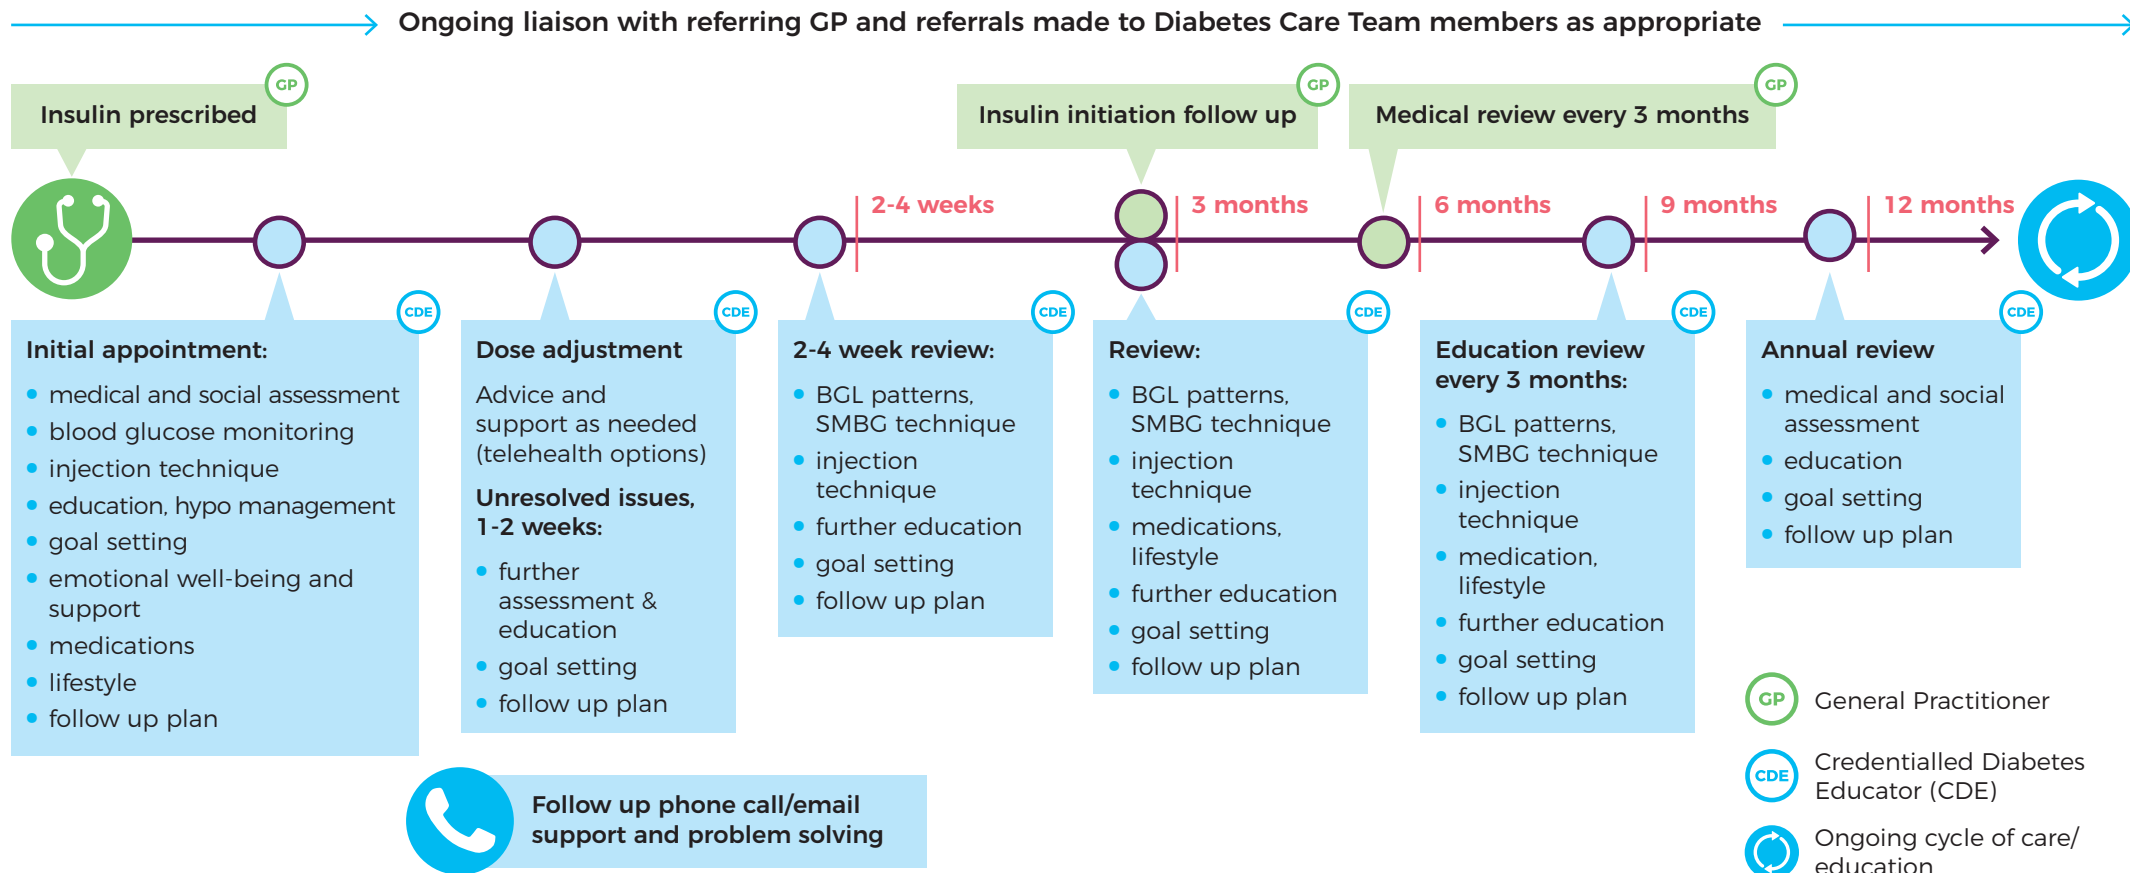 Ongoing liaison with referring GP and referrals made to Diabetes Care Team members as appropriate
GP
Insulin prescribed
GP
Insulin initiation follow up
GP
Medical review every 3 months
2-4 weeks
3 months
6 months
9 months
12 months
CDE
Initial appointment:
• medical and social assessment
• blood glucose monitoring
• injection technique
• education, hypo management
• goal setting
• emotional well-being and
support
• medications
• lifestyle
• follow up plan
CDE
Dose adjustment
Advice and
support as needed
(telehealth options)
Unresolved issues,
1-2 weeks:
• further
assessment &
education
• goal setting
• follow up plan
CDE
2-4 week review:
• BGL patterns,
SMBG technique
• injection
technique
• further education
• goal setting
• follow up plan
CDE
Review:
• BGL patterns,
SMBG technique
• injection
technique
• medications,
lifestyle
• further education
• goal setting
• follow up plan
CDE
Education review
every 3 months:
• BGL patterns,
SMBG technique
• injection
technique
• medication,
lifestyle
• further education
• goal setting
• follow up plan
CDE
Annual review
• medical and social
assessment
• education
• goal setting
• follow up plan
Follow up phone call/email
support and problem solving
GP General Practitioner
CDE Credentialled Diabetes
Educator (CDE)
Ongoing cycle of care/
education